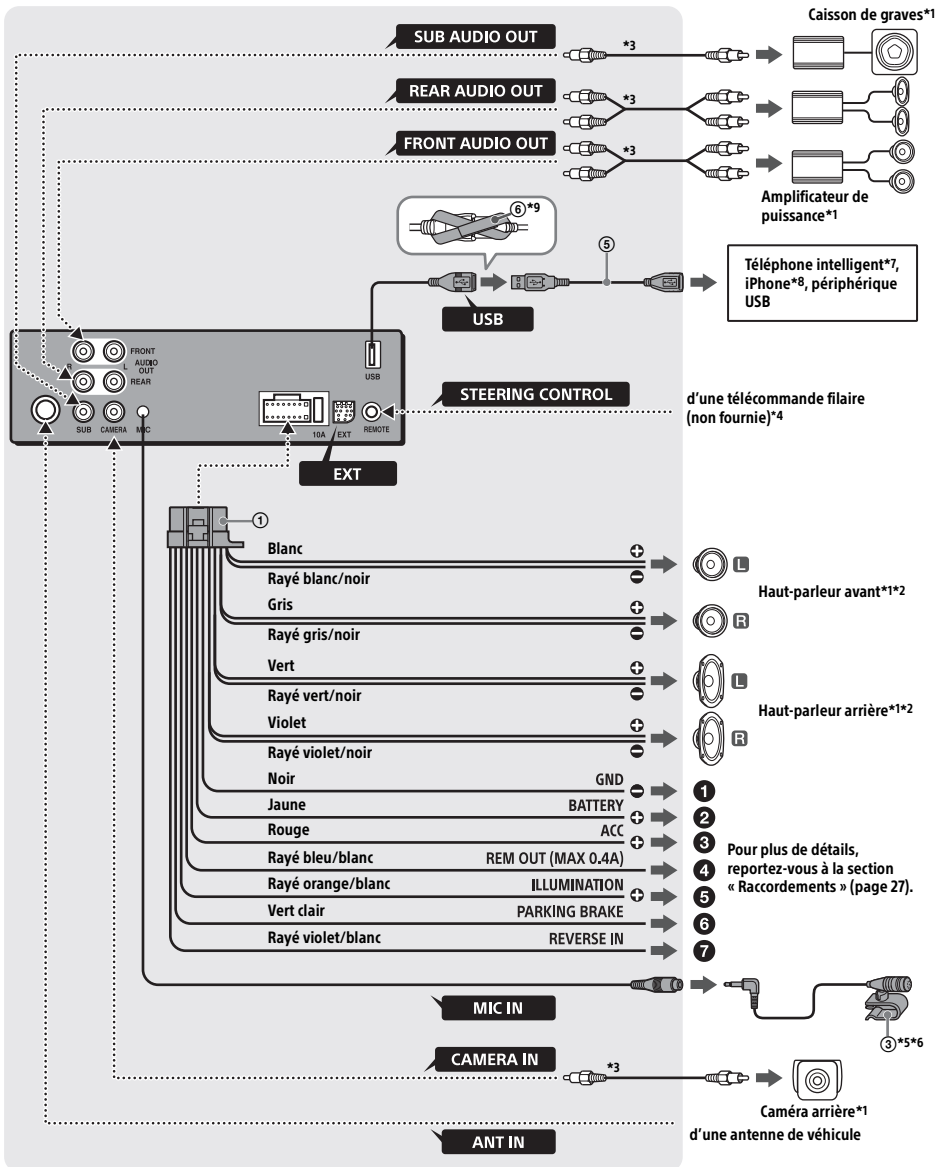 Caisson de graves*1
SUB AUDIO OUT
*3
REAR AUDIO OUT
*3
FRONT AUDIO OUT
*3
Amplificateur de
puissance*1
⑥*9
⑤
Téléphone intelligent*7,
iPhone*8, périphérique
USB
USB
FRONT
R
L
AUDIO
OUT
REAR
USB
STEERING CONTROL
d'une télécommande filaire
(non fournie)*4
SUB
CAMERA
MIC
10A
EXT
REMOTE
EXT
①
Blanc
+
L
Rayé blanc/noir
−
Haut-parleur avant*1*2
Gris
+
R
Rayé gris/noir
−
Vert
+
L
Rayé vert/noir
−
Haut-parleur arrière*1*2
Violet
+
R
Rayé violet/noir
−
Noir GND − ❶
Jaune BATTERY + ❷
Rouge ACC + ❸
Rayé bleu/blanc REM OUT (MAX 0.4A) ❹
Rayé orange/blanc ILLUMINATION + ❺
Vert clair PARKING BRAKE ❻
Rayé violet/blanc REVERSE IN ❼
Pour plus de détails,
reportez-vous à la section
« Raccordements » (page 27).
MIC IN
③*5*6
CAMERA IN
*3
Caméra arrière*1
ANT IN
d'une antenne de véhicule